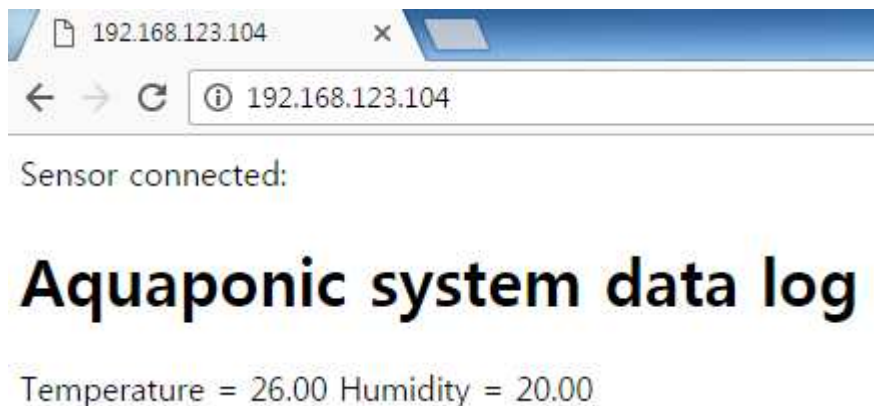 192.168.123.104
192.168.123.104
Sensor connected:
Aquaponic system data log
Temperature = 26.00 Humidity = 20.00